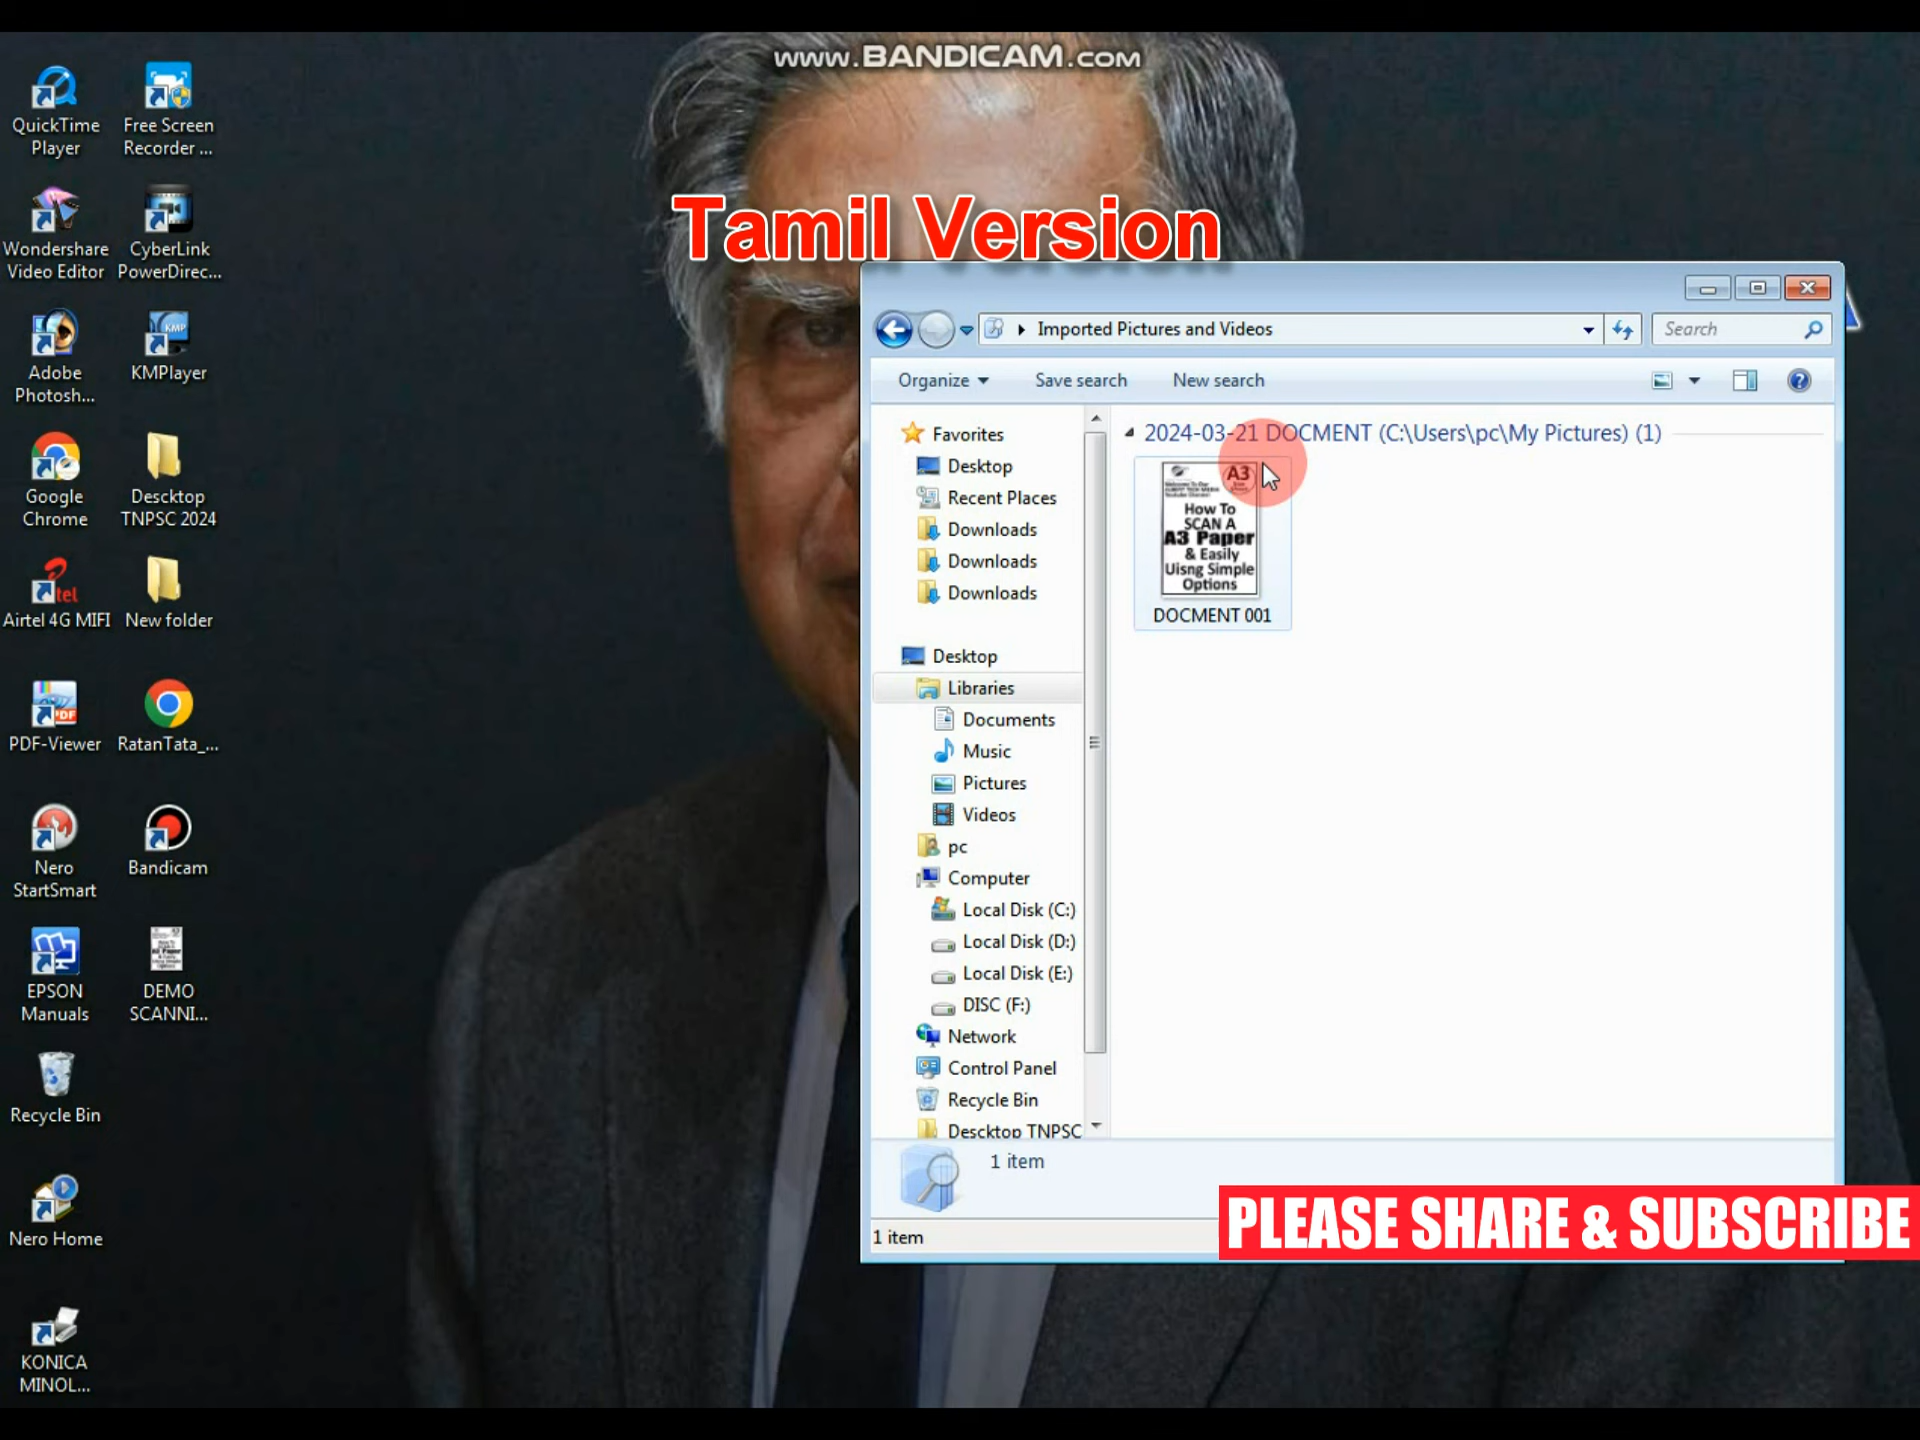 www.BANDICAM.com
Tamil Version
QuickTime
Player
Free Screen
Recorder ...
Wondershare
Video Editor
CyberLink
PowerDirec...
Adobe
Photosh...
KMPlayer
Google
Chrome
Descktop
TNPSC 2024
Airtel 4G MIFI
New folder
PDF-Viewer
RatanTata_...
Nero
StartSmart
Bandicam
EPSON
Manuals
DEMO
SCANNI...
Recycle Bin
Nero Home
KONICA
MINOL...
Imported Pictures and Videos
Search
Organize
Save search
New search
Favorites
Desktop
Recent Places
Downloads
Downloads
Downloads
Desktop
Libraries
Documents
Music
Pictures
Videos
pc
Computer
Local Disk (C:)
Local Disk (D:)
Local Disk (E:)
DISC (F:)
Network
Control Panel
Recycle Bin
Descktop TNPSC
2024-03-21 DOCMENT (C:\Users\pc\My Pictures) (1)
A3
How To
SCAN A
A3 Paper
& Easily
Uisng Simple
Options
DOCMENT 001
1 item
1 item
PLEASE SHARE & SUBSCRIBE